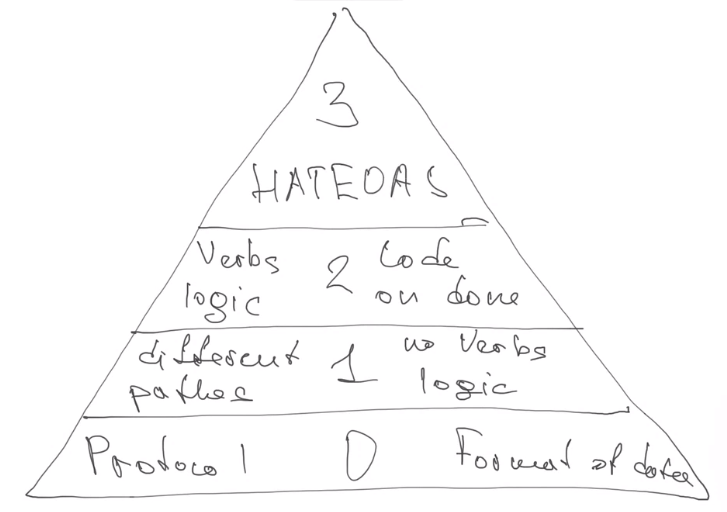 3
HATEOAS
Verbs 2 Code
logic on done
different 1 no Verbs
pathes logic
Protocol 0 Format of data